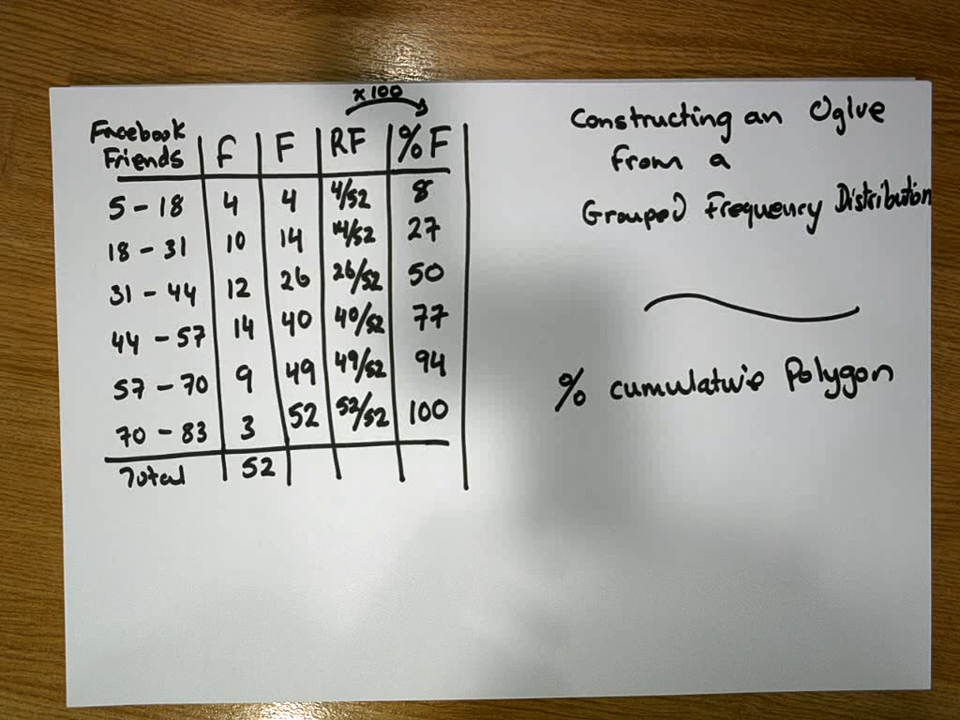 x 100
Facebook Friends | f | F | RF | % F
5 - 18 | 4 | 4 | 4/52 | 8
18 - 31 | 10 | 14 | 14/52 | 27
31 - 44 | 12 | 26 | 26/52 | 50
44 - 57 | 14 | 40 | 40/52 | 77
57 - 70 | 9 | 49 | 49/52 | 94
70 - 83 | 3 | 52 | 52/52 | 100
Total | 52
Constructing an Oglve
from a
Grouped Frequency Distribution
% cumulative Polygon